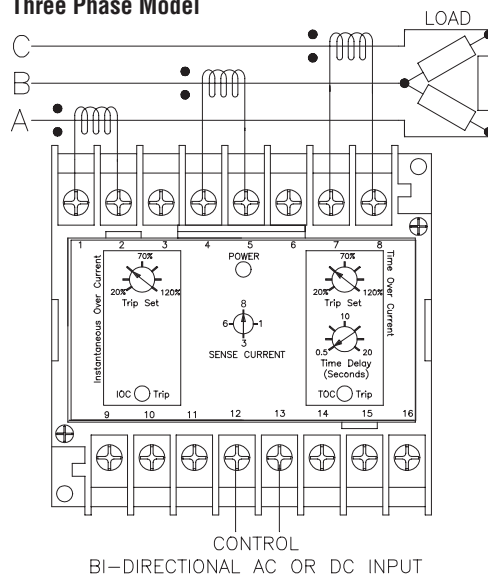 Three Phase Model
LOAD
C
B
A
1 2 3 4 5 6 7 8
Instantaneous Over Current
70%
20% 120%
Trip Set
IOC Trip
POWER
8
6 1
3
SENSE CURRENT
Time Over Current
70%
20% 120%
Trip Set
10
0.5 20
Time Delay
(Seconds)
TOC Trip
9 10 11 12 13 14 15 16
CONTROL
BI-DIRECTIONAL AC OR DC INPUT